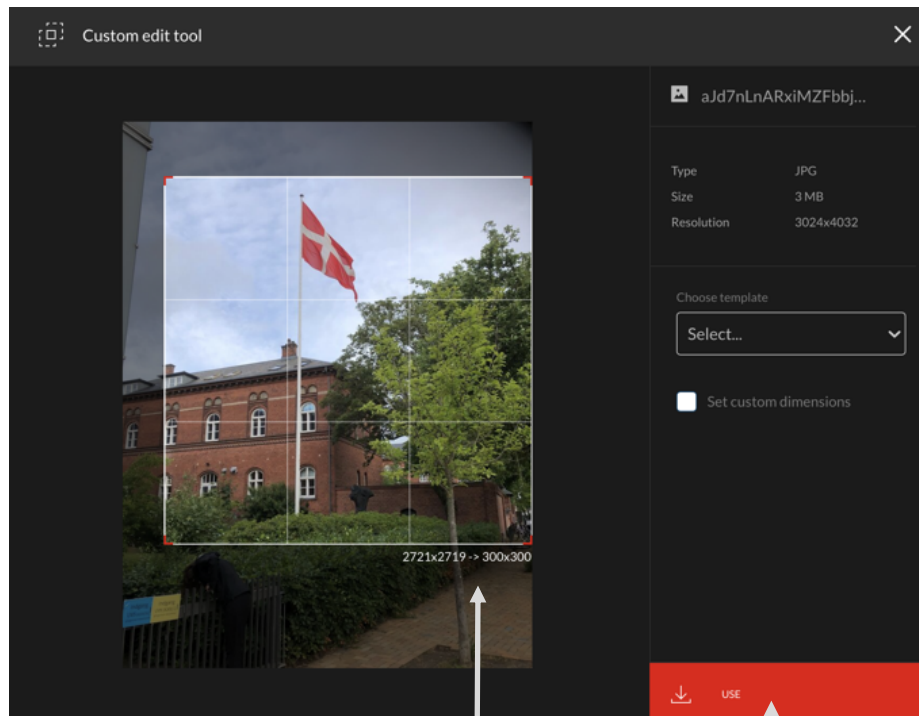 Custom edit tool
aJd7nLnARxiMZFbbj...
Type JPG
Size 3 MB
Resolution 3024x4032
Choose template
Select...
Set custom dimensions
2721x2719 -> 300x300
USE